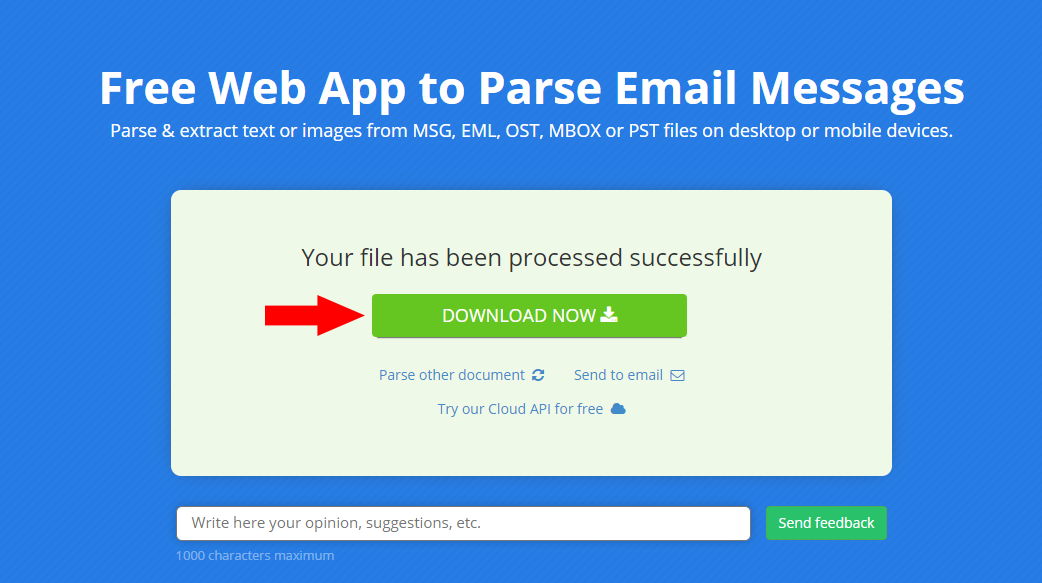 Free Web App to Parse Email Messages
Parse & extract text or images from MSG, EML, OST, MBOX or PST files on desktop or mobile devices.
Your file has been processed successfully
DOWNLOAD NOW
Parse other document
Send to email
Try our Cloud API for free
Write here your opinion, suggestions, etc.
Send feedback
1000 characters maximum